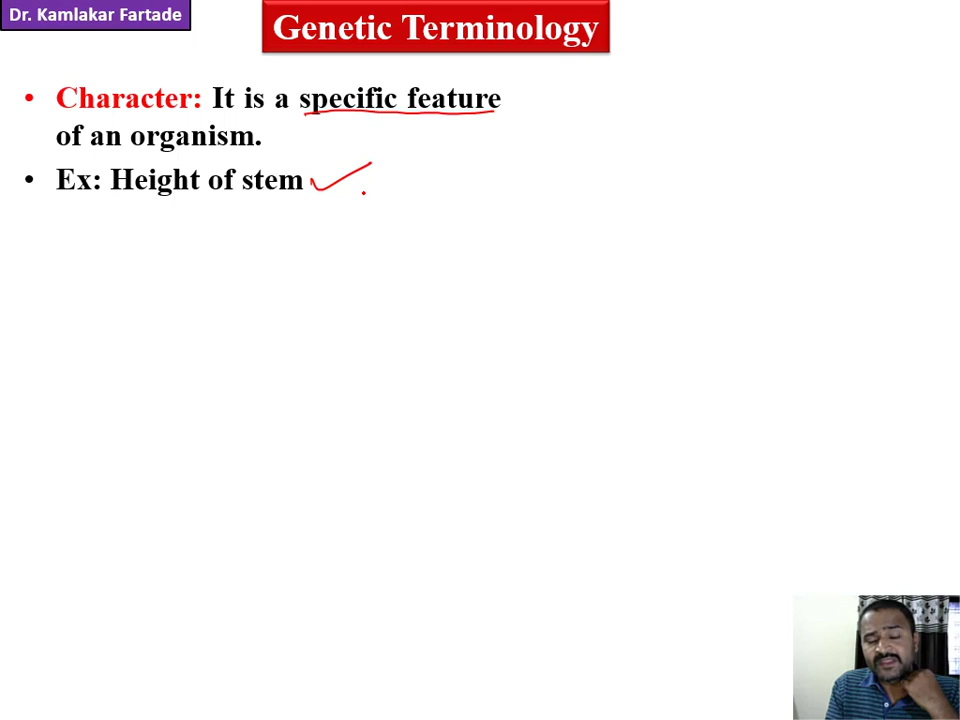 Dr. Kamlakar Fartade
Genetic Terminology
• Character: It is a specific feature
of an organism.
• Ex: Height of stem